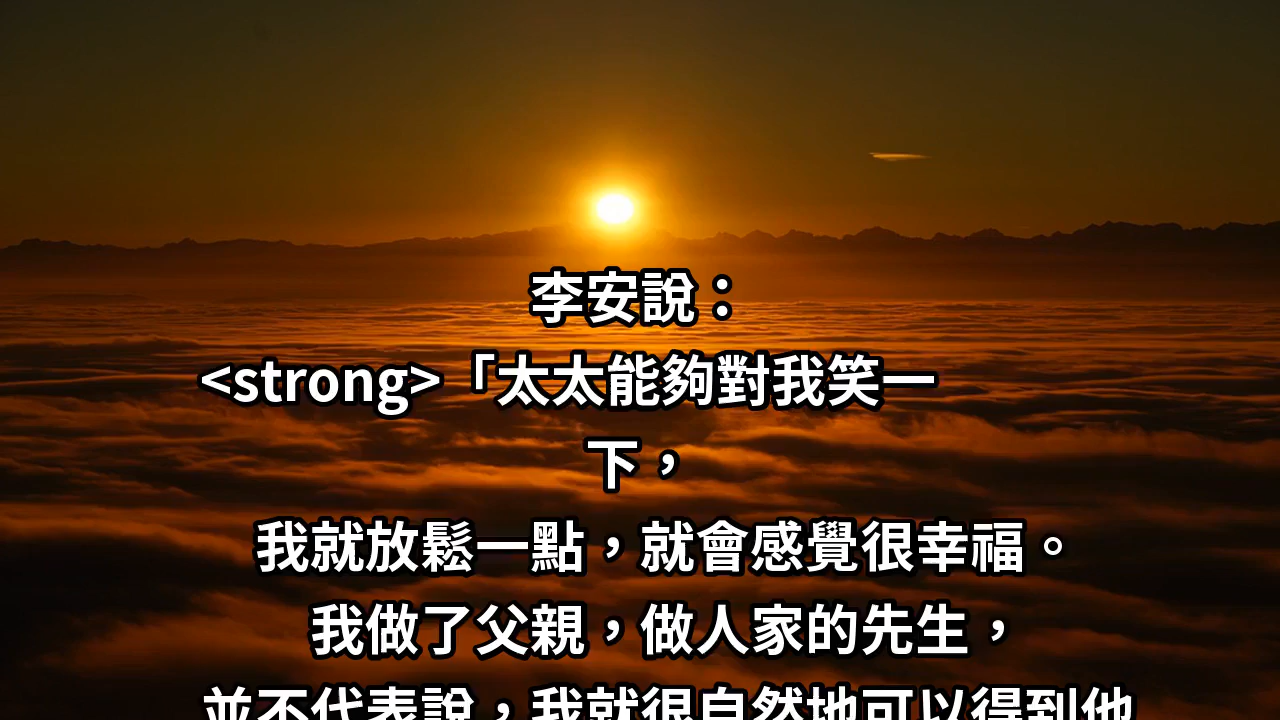 李安說：
<strong>「太太能夠對我笑一
下，
我就放鬆一點，就會感覺很幸福。
我做了父親，做人家的先生，
並不代表說，我就很自然地可以得到他